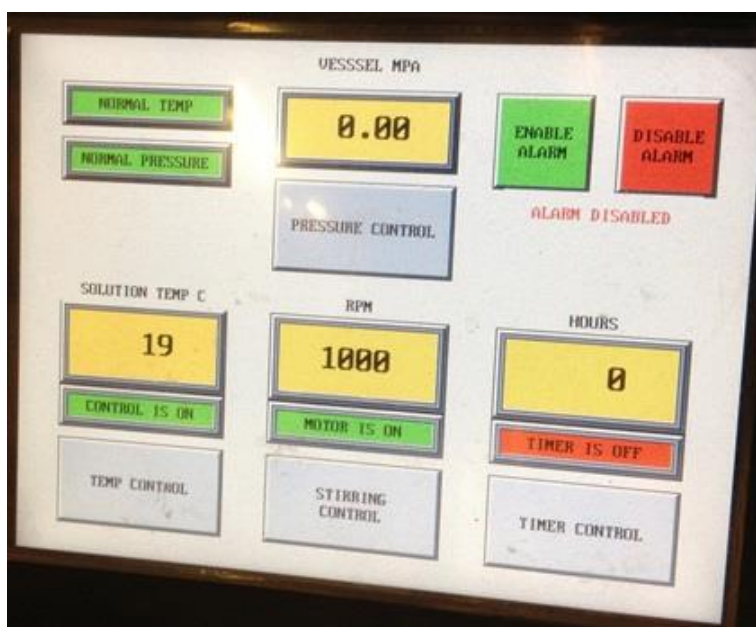 VESSSEL MPA
NORMAL TEMP
0.00
ENABLE
ALARM
DISABLE
ALARM
NORMAL PRESSURE
PRESSURE CONTROL
ALARM DISABLED
SOLUTION TEMP C
RPM
HOURS
19
1000
0
CONTROL IS ON
MOTOR IS ON
TIMER IS OFF
TEMP CONTROL
STIRRING
CONTROL
TIMER CONTROL